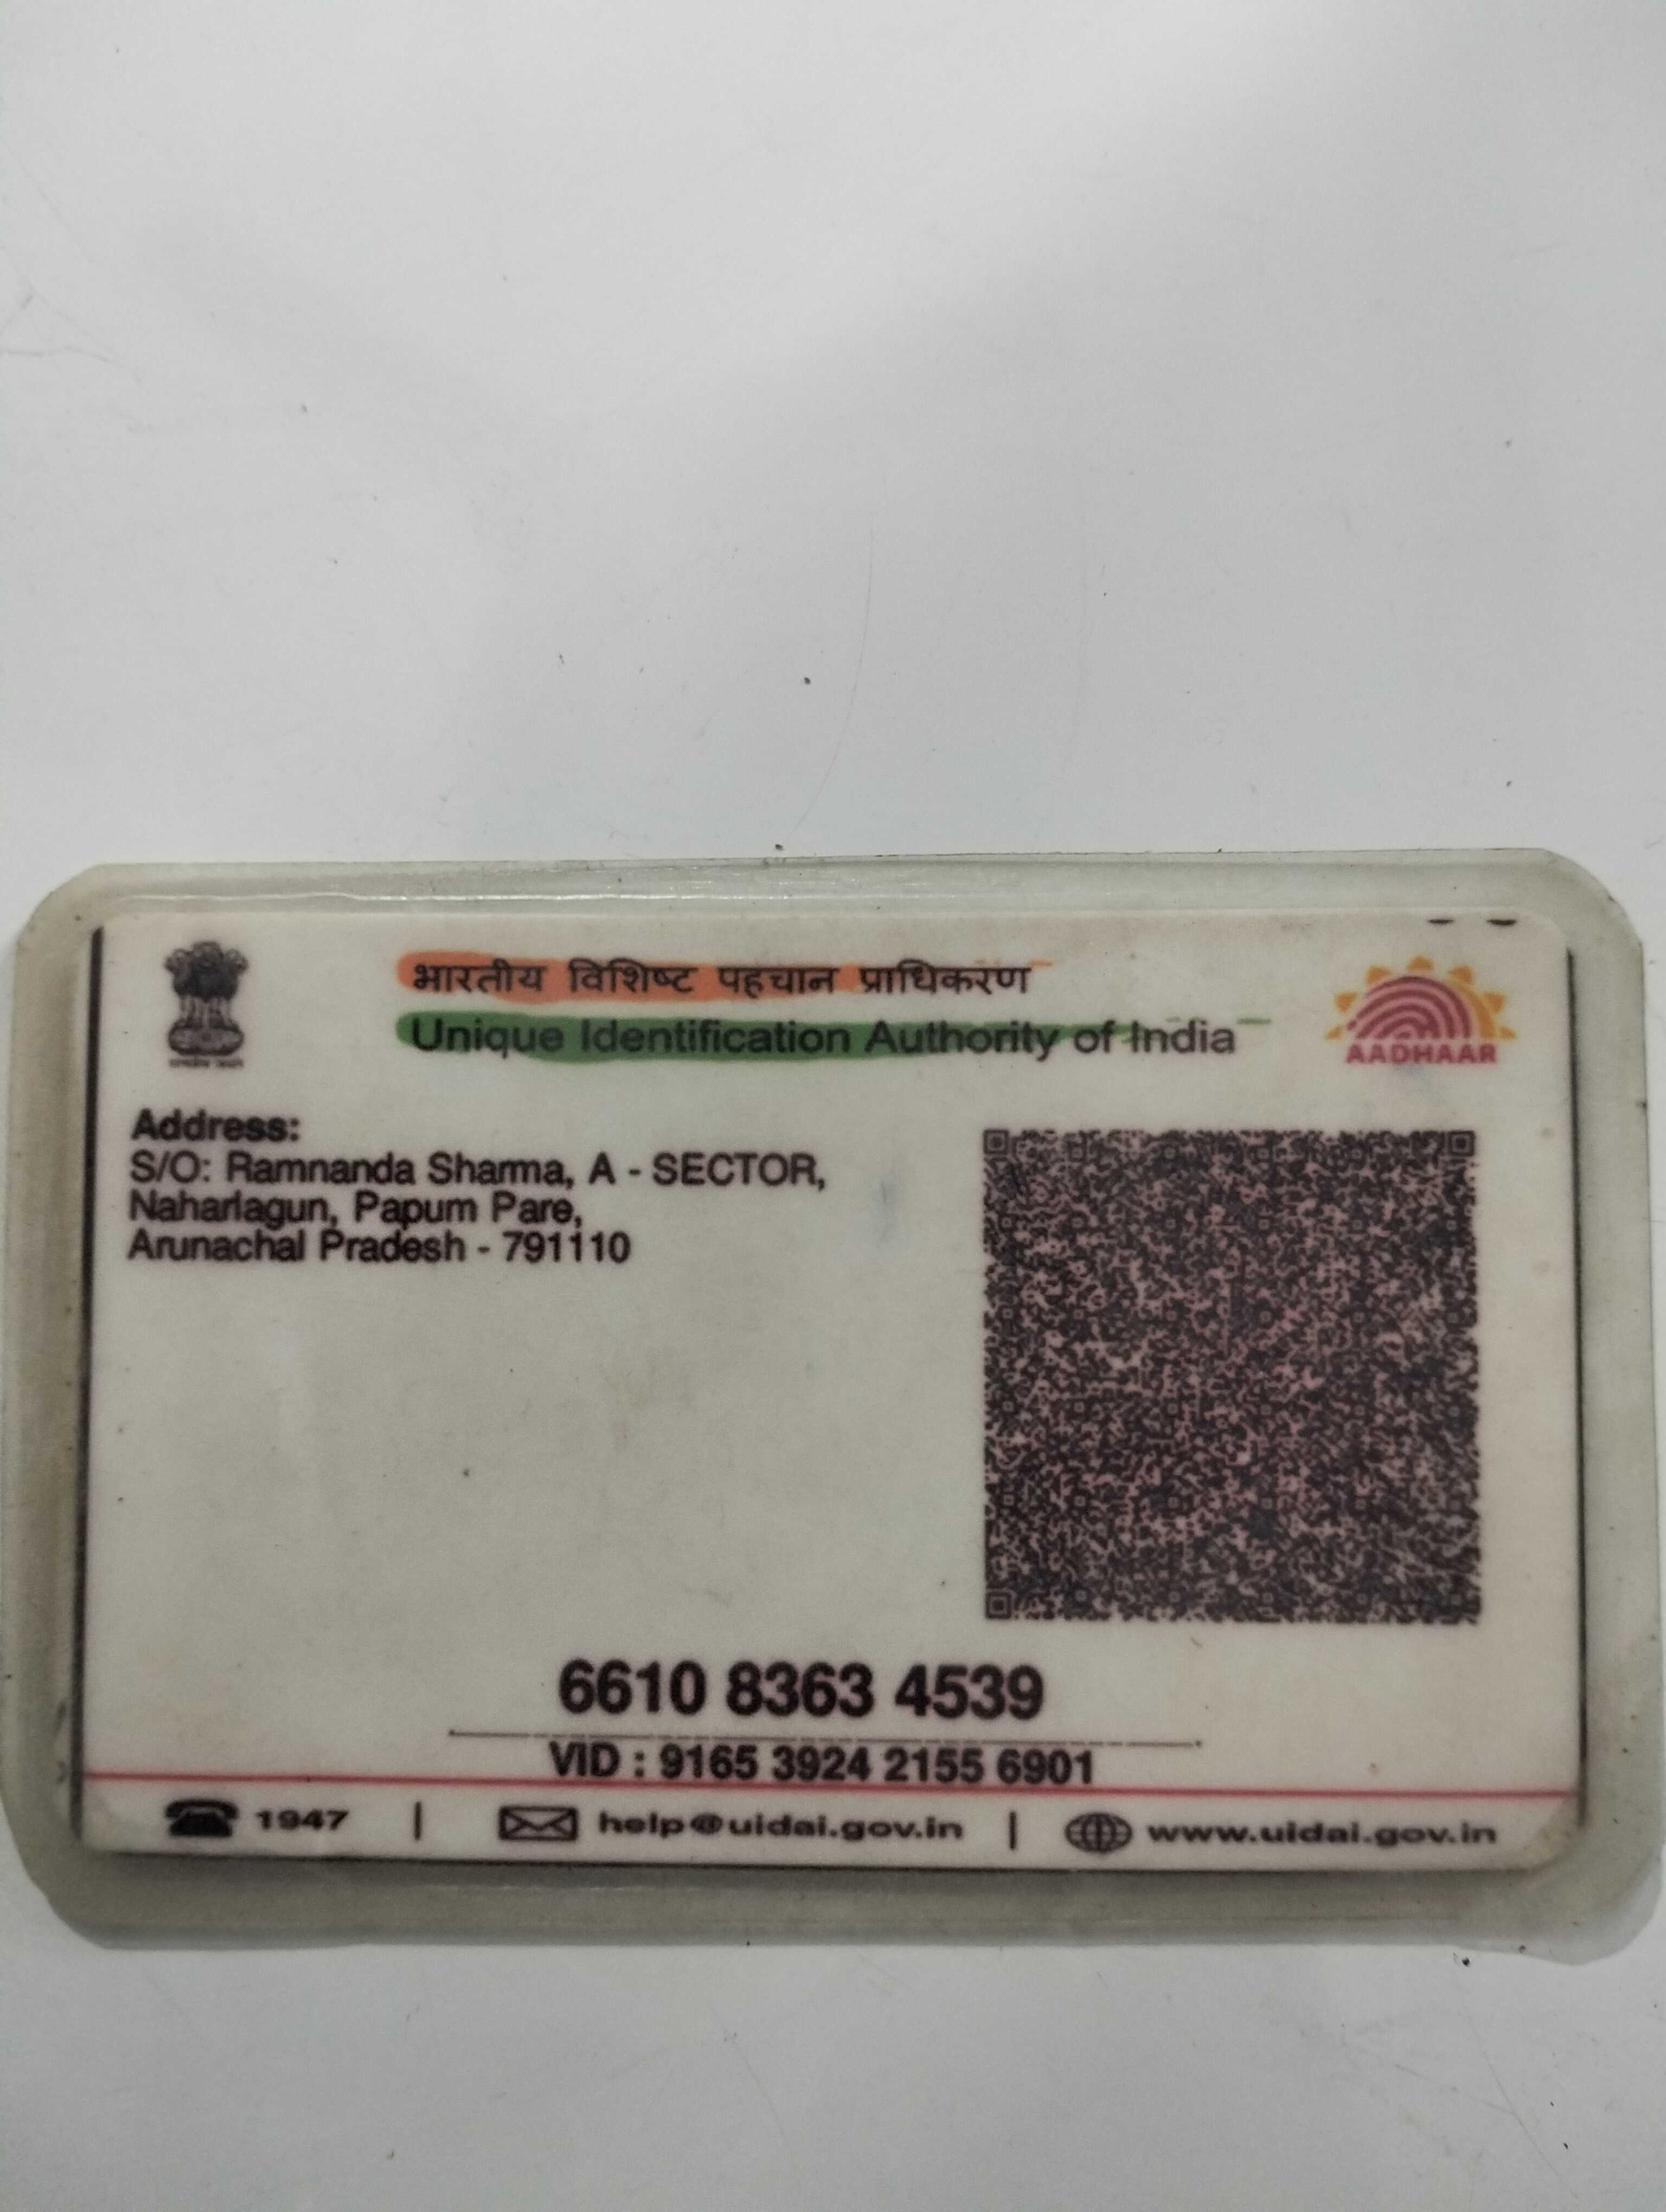 भारतीय विशिष्ट पहचान प्राधिकरण
Unique Identification Authority of India
AADHAAR
Address:
S/O: Ramnanda Sharma, A - SECTOR,
Naharlagun, Papum Pare,
Arunachal Pradesh - 791110
6610 8363 4539
VID : 9165 3924 2155 6901
1947 | help@uidai.gov.in | www.uidai.gov.in